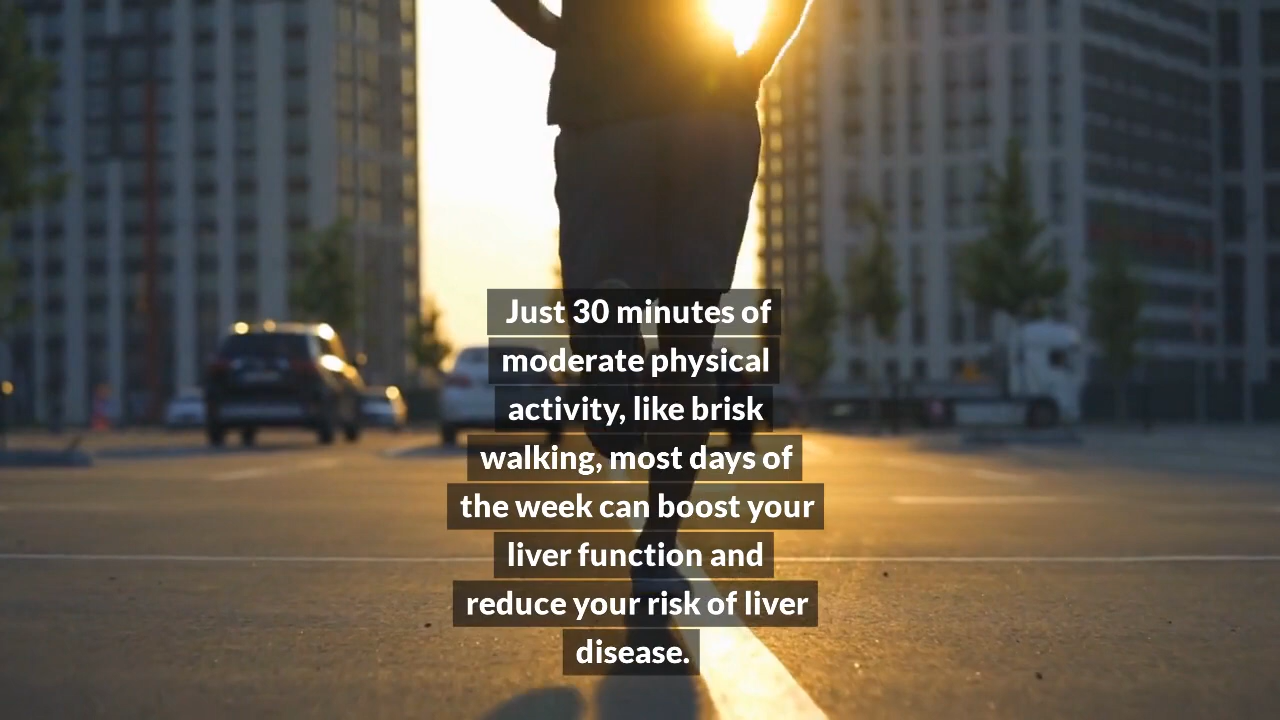 Just 30 minutes of
moderate physical
activity, like brisk
walking, most days of
the week can boost your
liver function and
reduce your risk of liver
disease.